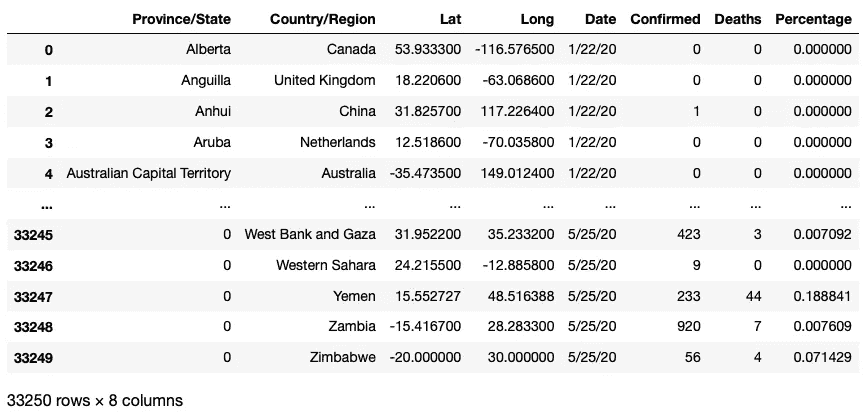 Province/State Country/Region Lat Long Date Confirmed Deaths Percentage
0 Alberta Canada 53.933300 -116.576500 1/22/20 0 0 0.000000
1 Anguilla United Kingdom 18.220600 -63.068600 1/22/20 0 0 0.000000
2 Anhui China 31.825700 117.226400 1/22/20 1 0 0.000000
3 Aruba Netherlands 12.518600 -70.035800 1/22/20 0 0 0.000000
4 Australian Capital Territory Australia -35.473500 149.012400 1/22/20 0 0 0.000000
... ... ... ... ... ... ... ... ...
33245 0 West Bank and Gaza 31.952200 35.233200 5/25/20 423 3 0.007092
33246 0 Western Sahara 24.215500 -12.885800 5/25/20 9 0 0.000000
33247 0 Yemen 15.552727 48.516388 5/25/20 233 44 0.188841
33248 0 Zambia -15.416700 28.283300 5/25/20 920 7 0.007609
33249 0 Zimbabwe -20.000000 30.000000 5/25/20 56 4 0.071429
33250 rows × 8 columns